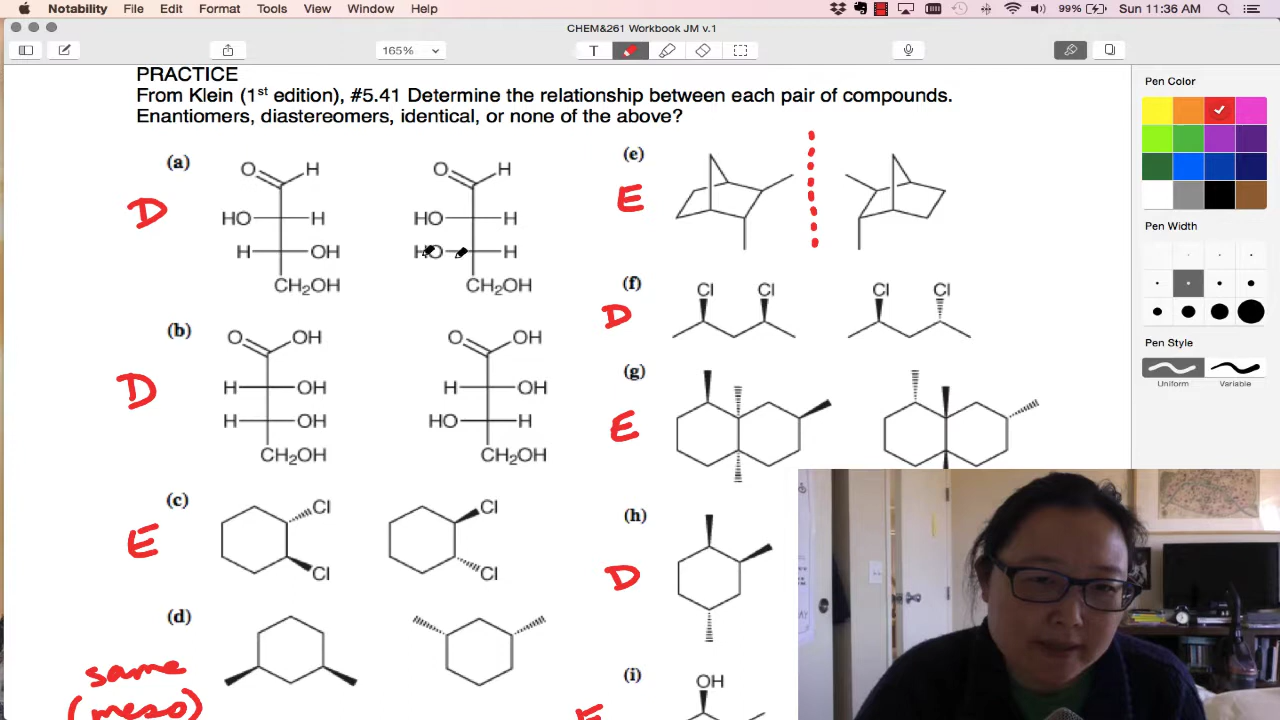 Notability File Edit Format Tools View Window Help 99% Sun 11:36 AM
CHEM&261 Workbook JM v.1
165% T
PRACTICE
From Klein (1st edition), #5.41 Determine the relationship between each pair of compounds.
Enantiomers, diastereomers, identical, or none of the above?
(a)
D
O H
HO H
H OH
CH2OH
O H
HO H
HO H
CH2OH
(b)
D
O OH
H OH
H OH
CH2OH
O OH
H OH
HO H
CH2OH
(c)
E
Cl
Cl
Cl
Cl
(d)
same
(meso)
(e)
E
(f)
D
Cl Cl
Cl Cl
(g)
E
(h)
D
(i)
E
OH
Pen Color
Pen Width
Pen Style
Uniform Variable